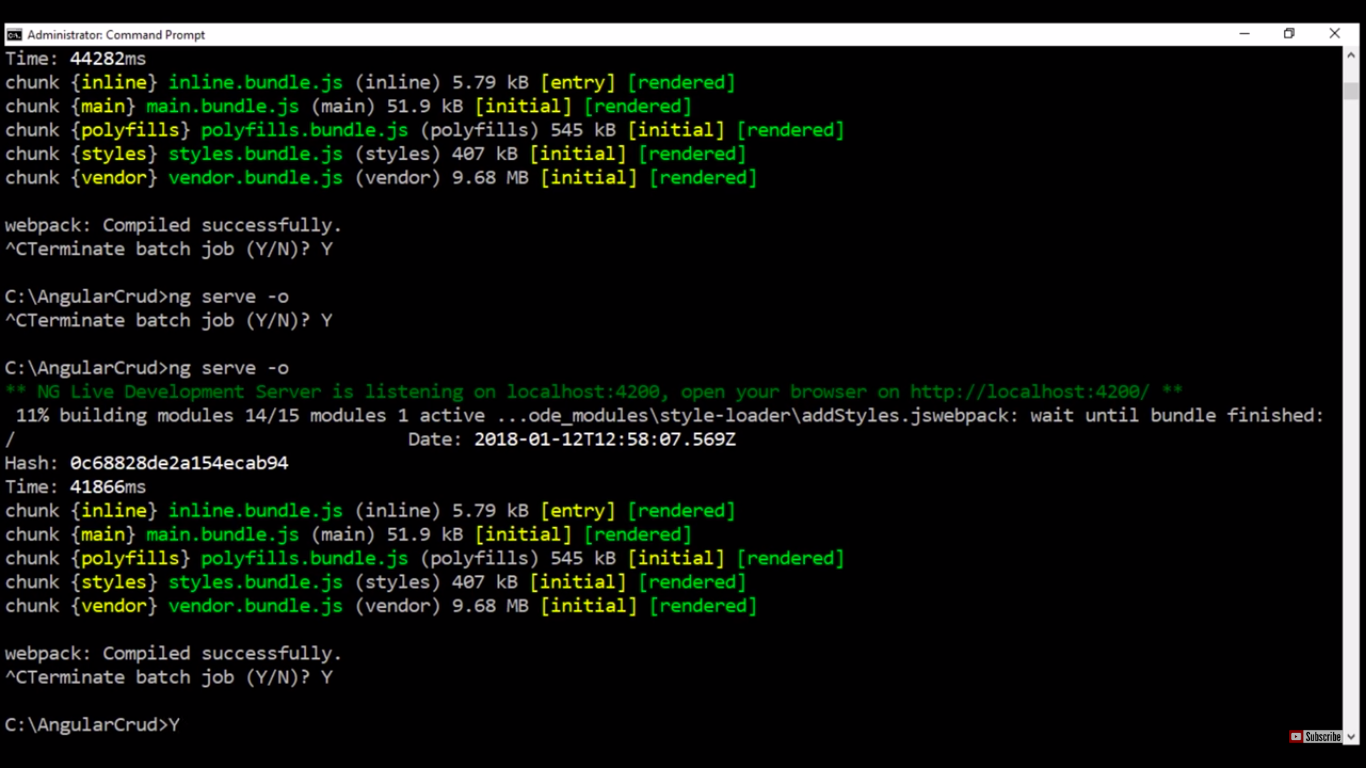 Administrator: Command Prompt
Time: 44282ms
chunk {inline} inline.bundle.js (inline) 5.79 kB [entry] [rendered]
chunk {main} main.bundle.js (main) 51.9 kB [initial] [rendered]
chunk {polyfills} polyfills.bundle.js (polyfills) 545 kB [initial] [rendered]
chunk {styles} styles.bundle.js (styles) 407 kB [initial] [rendered]
chunk {vendor} vendor.bundle.js (vendor) 9.68 MB [initial] [rendered]
webpack: Compiled successfully.
^CTerminate batch job (Y/N)? Y
C:\AngularCrud>ng serve -o
^CTerminate batch job (Y/N)? Y
C:\AngularCrud>ng serve -o
** NG Live Development Server is listening on localhost:4200, open your browser on http://localhost:4200/ **
11% building modules 14/15 modules 1 active ...ode_modules\style-loader\addStyles.jswebpack: wait until bundle finished:
/ Date: 2018-01-12T12:58:07.569Z
Hash: 0c68828de2a154ecab94
Time: 41866ms
chunk {inline} inline.bundle.js (inline) 5.79 kB [entry] [rendered]
chunk {main} main.bundle.js (main) 51.9 kB [initial] [rendered]
chunk {polyfills} polyfills.bundle.js (polyfills) 545 kB [initial] [rendered]
chunk {styles} styles.bundle.js (styles) 407 kB [initial] [rendered]
chunk {vendor} vendor.bundle.js (vendor) 9.68 MB [initial] [rendered]
webpack: Compiled successfully.
^CTerminate batch job (Y/N)? Y
C:\AngularCrud>Y
Subscribe